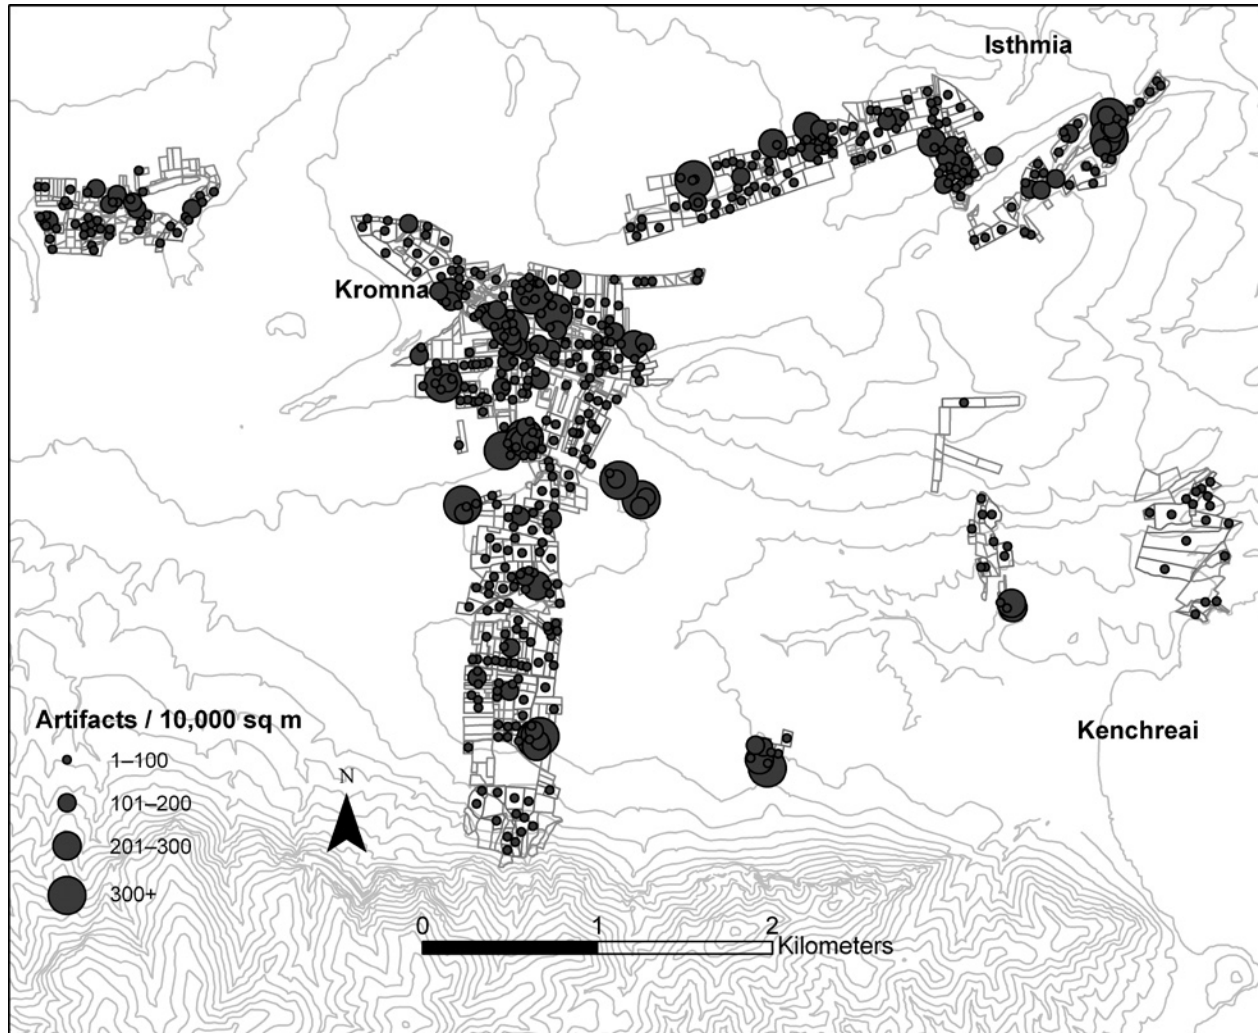 Isthmia
Kromna
Artifacts / 10,000 sq m
1–100
101–200
201–300
300+
N
Kenchreai
0 1 2
Kilometers